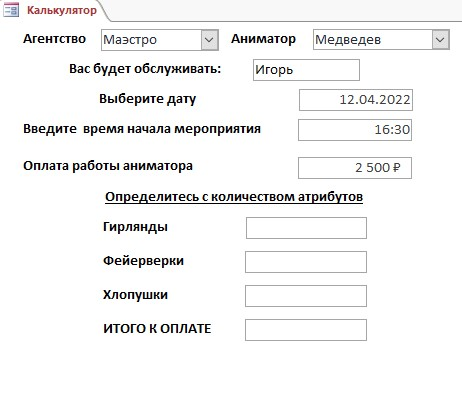 Калькулятор
Агентство Маэстро Аниматор Медведев
Вас будет обслуживать: Игорь
Выберите дату 12.04.2022
Введите время начала мероприятия 16:30
Оплата работы аниматора 2 500 ₽
Определитесь с количеством атрибутов
Гирлянды
Фейерверки
Хлопушки
ИТОГО К ОПЛАТЕ